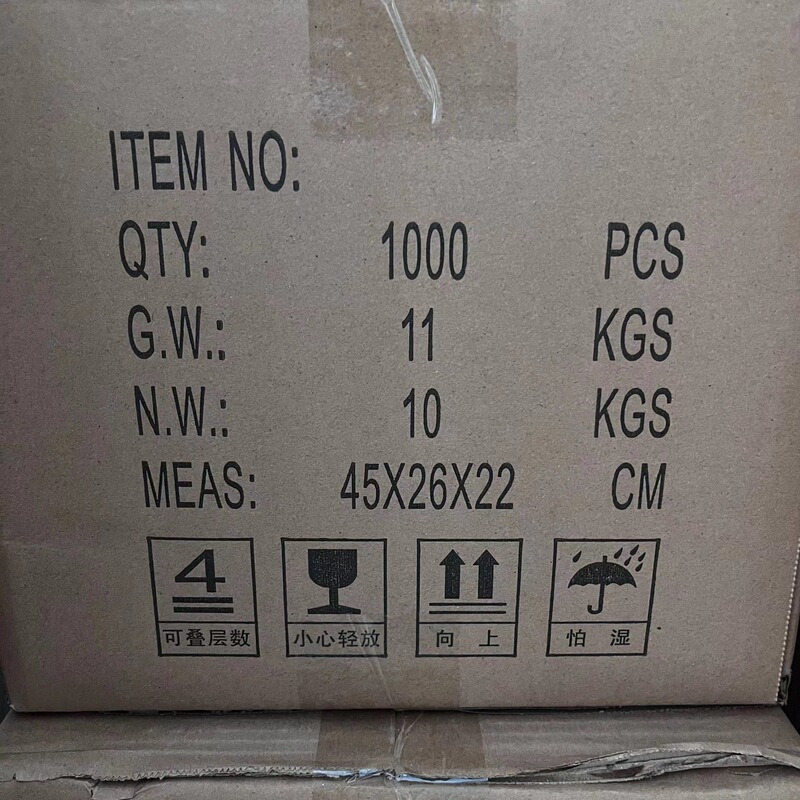 ITEM NO:
QTY: 1000 PCS
G.W.: 11 KGS
N.W.: 10 KGS
MEAS: 45X26X22 CM
4
可叠层数 小心轻放 向上 怕湿